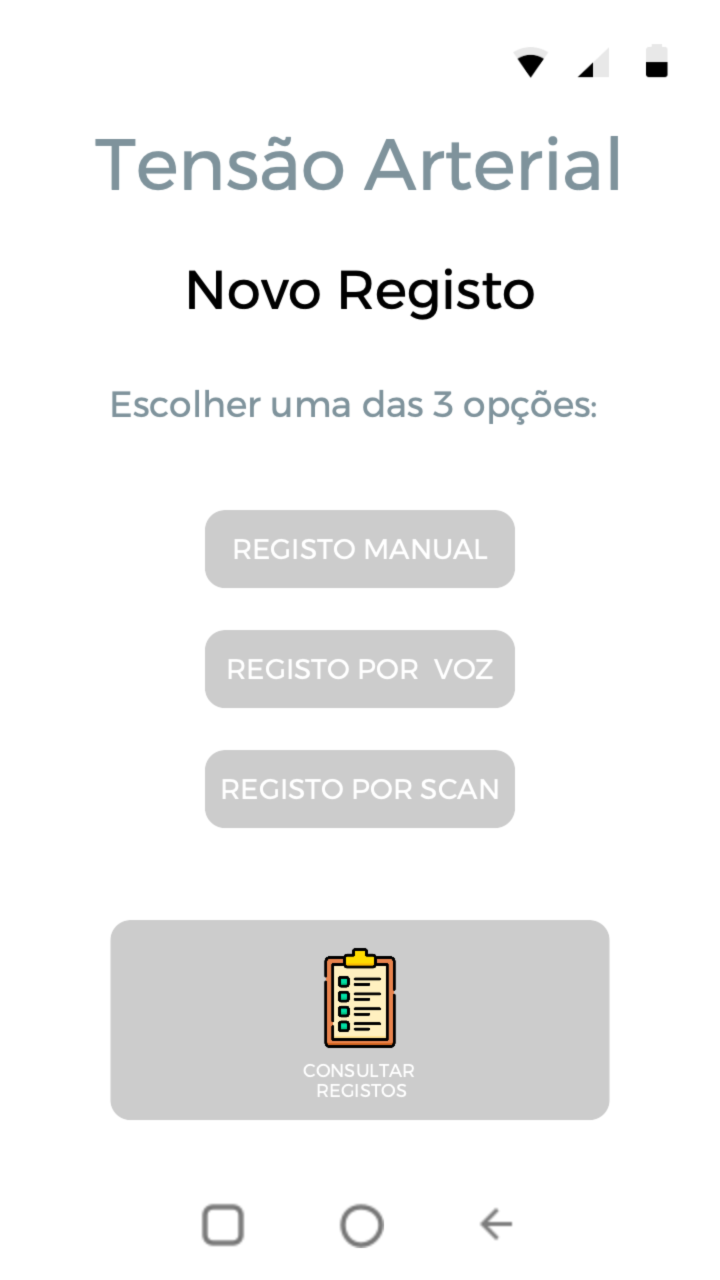 Tensão Arterial
Novo Registo
Escolher uma das 3 opções:
REGISTO MANUAL
REGISTO POR  VOZ
REGISTO POR SCAN
CONSULTAR
REGISTOS